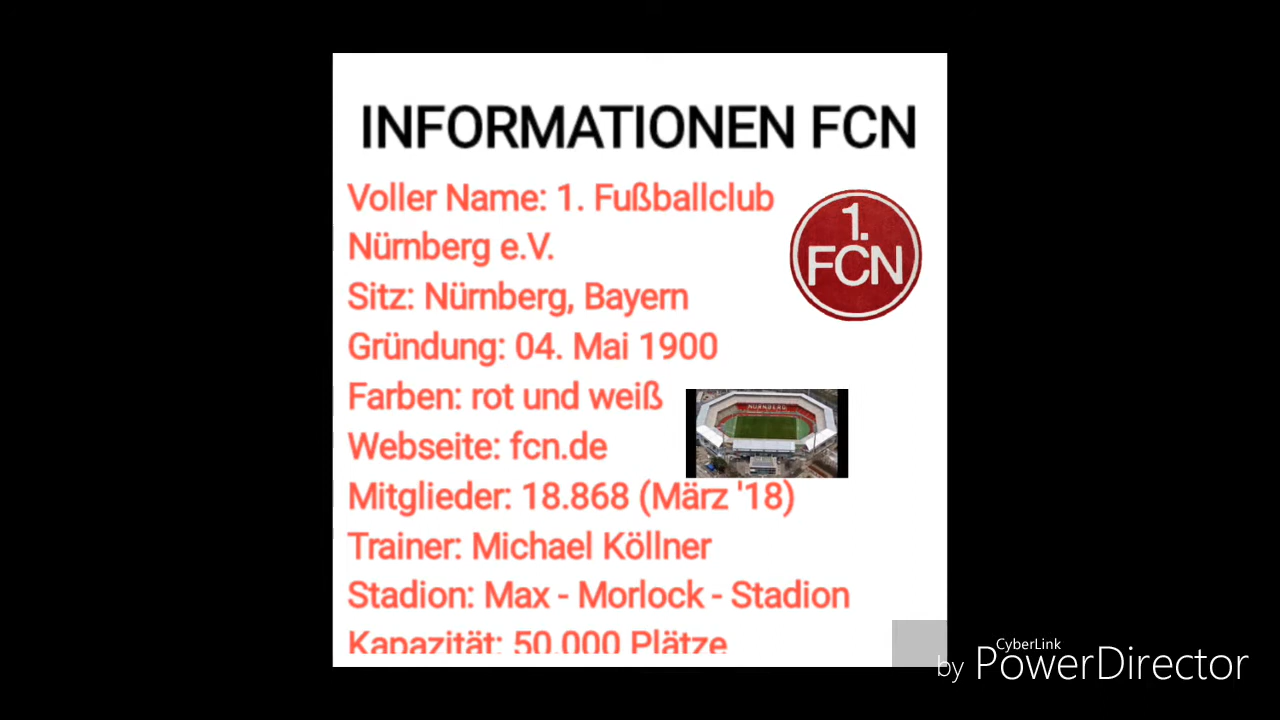 INFORMATIONEN FCN
Voller Name: 1. Fußballclub
Nürnberg e.V.
1.
FCN
Sitz: Nürnberg, Bayern
Gründung: 04. Mai 1900
Farben: rot und weiß
NÜRNBERG
Webseite: fcn.de
Mitglieder: 18.868 (März '18)
Trainer: Michael Köllner
Stadion: Max - Morlock - Stadion
Kapazität: 50.000 Plätze
CyberLink
by PowerDirector